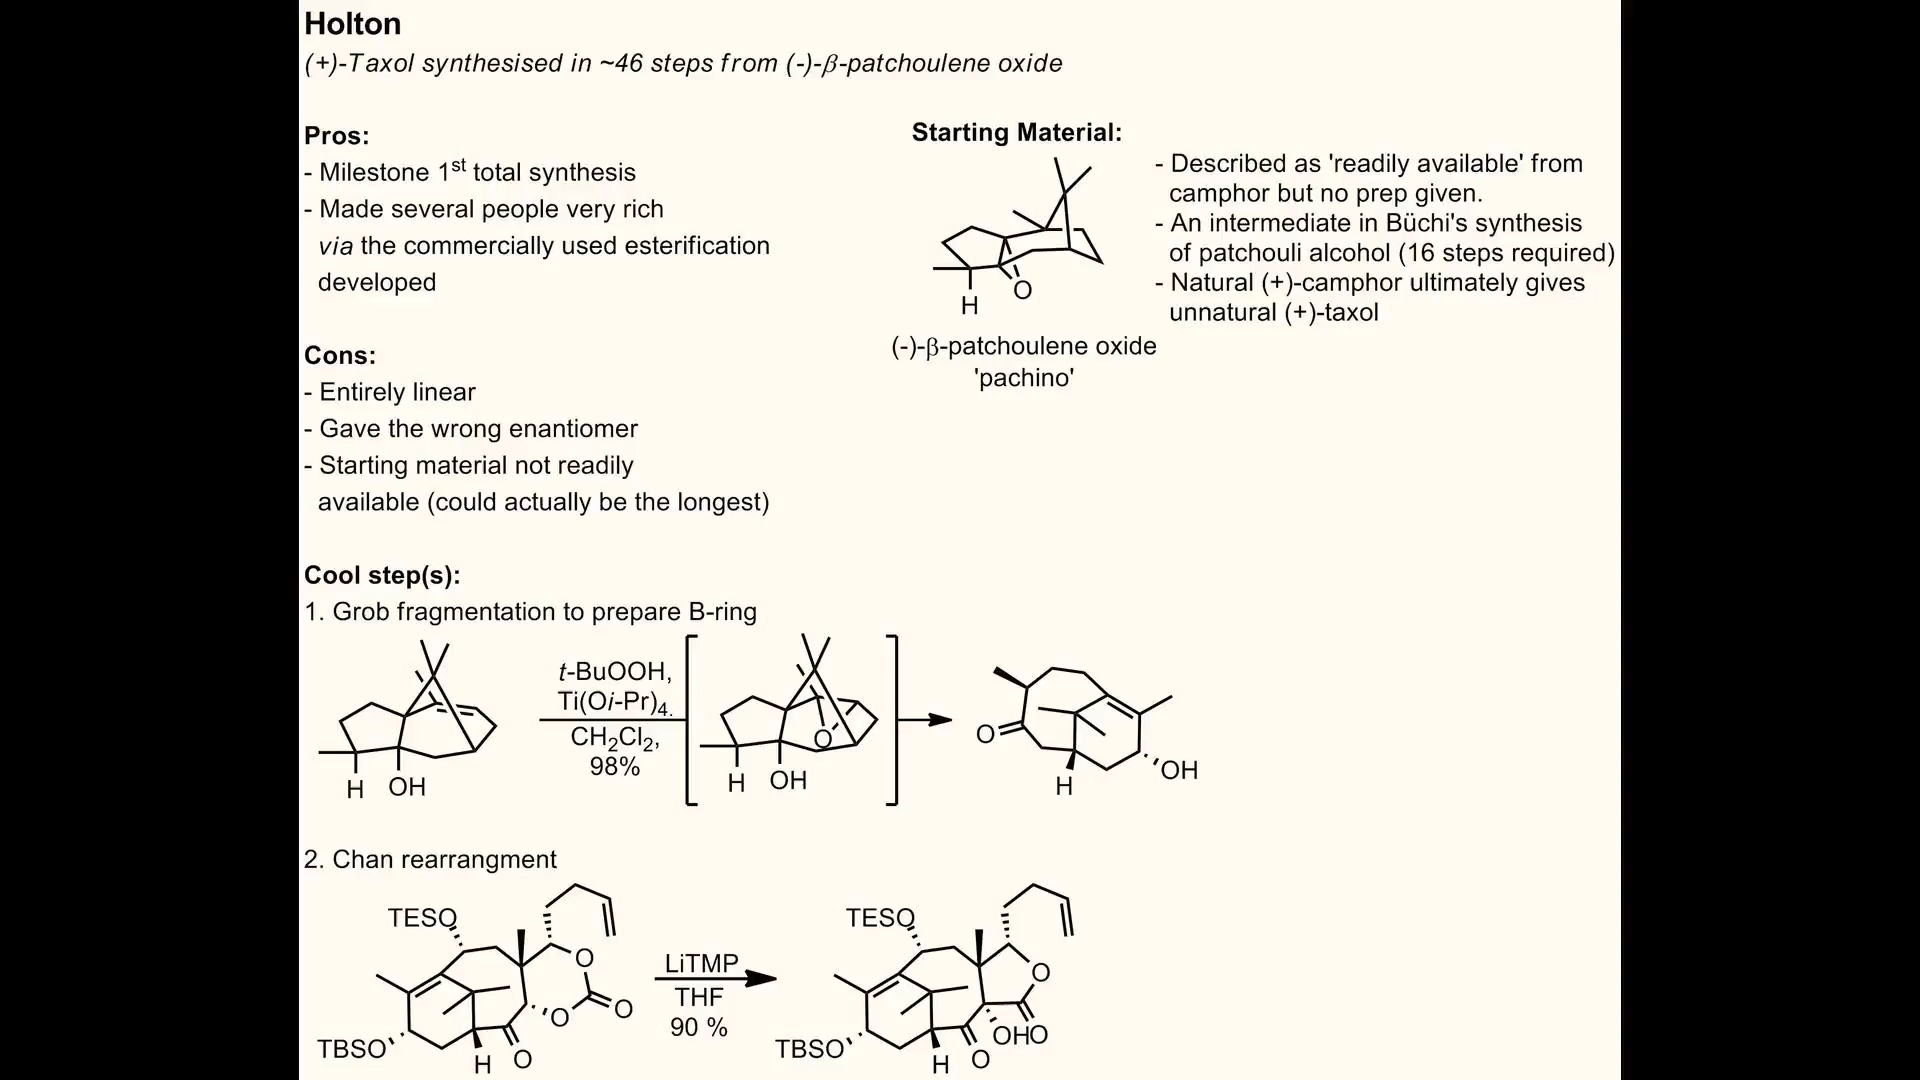 Holton
(+)-Taxol synthesised in ~46 steps from (-)-β-patchoulene oxide
Pros:
- Milestone 1st total synthesis
- Made several people very rich
via the commercially used esterification
developed
Cons:
- Entirely linear
- Gave the wrong enantiomer
- Starting material not readily
available (could actually be the longest)
Starting Material:
H
O
(-)-β-patchoulene oxide
'pachino'
- Described as 'readily available' from
camphor but no prep given.
- An intermediate in Büchi's synthesis
of patchouli alcohol (16 steps required)
- Natural (+)-camphor ultimately gives
unnatural (+)-taxol
Cool step(s):
1. Grob fragmentation to prepare B-ring
H
OH
t-BuOOH,
Ti(Oi-Pr)4.
CH2Cl2,
98%
O
H
OH
O
H
OH
2. Chan rearrangment
TESO
O
O
O
TBSO
H
O
LiTMP
THF
90 %
TESO
O
OH
O
TBSO
H
O